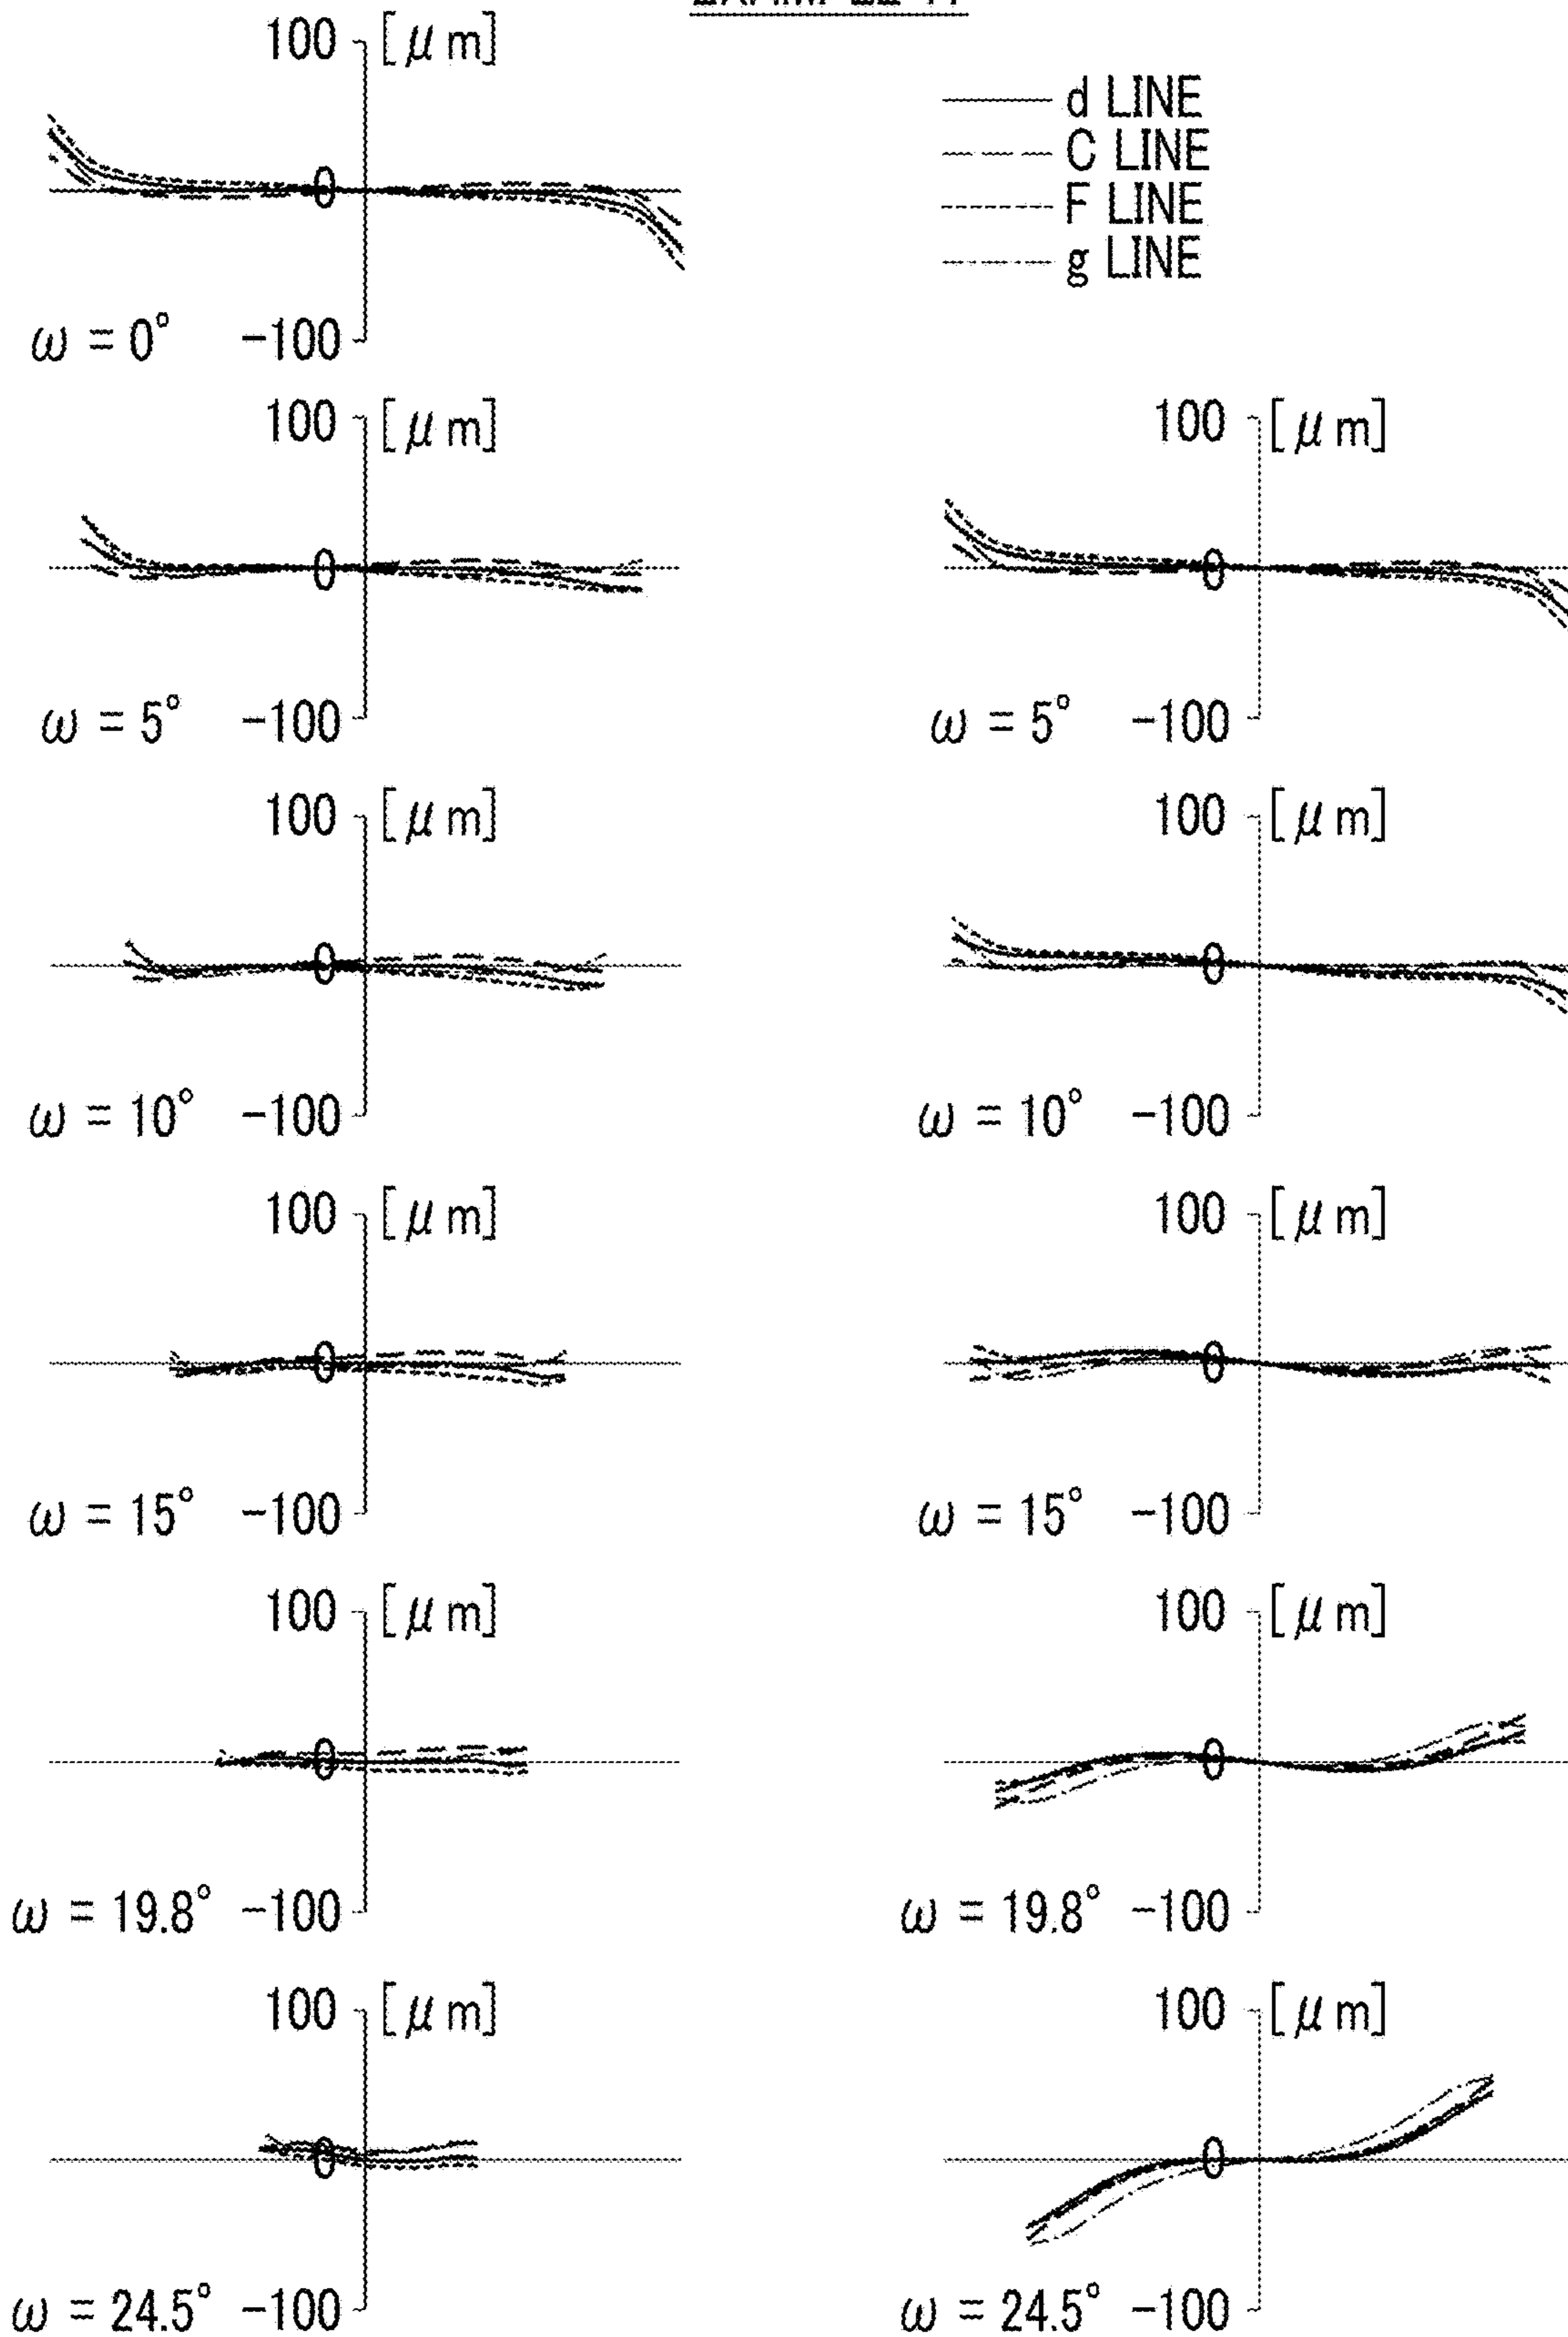 100 [μm]
d LINE
C LINE
F LINE
g LINE
0
ω = 0° -100
100 [μm] 100 [μm]
0 0
ω = 5° -100 ω = 5° -100
100 [μm] 100 [μm]
0 0
ω = 10° -100 ω = 10° -100
100 [μm] 100 [μm]
0 0
ω = 15° -100 ω = 15° -100
100 [μm] 100 [μm]
0 0
ω = 19.8° -100 ω = 19.8° -100
100 [μm] 100 [μm]
0 0
ω = 24.5° -100 ω = 24.5° -100